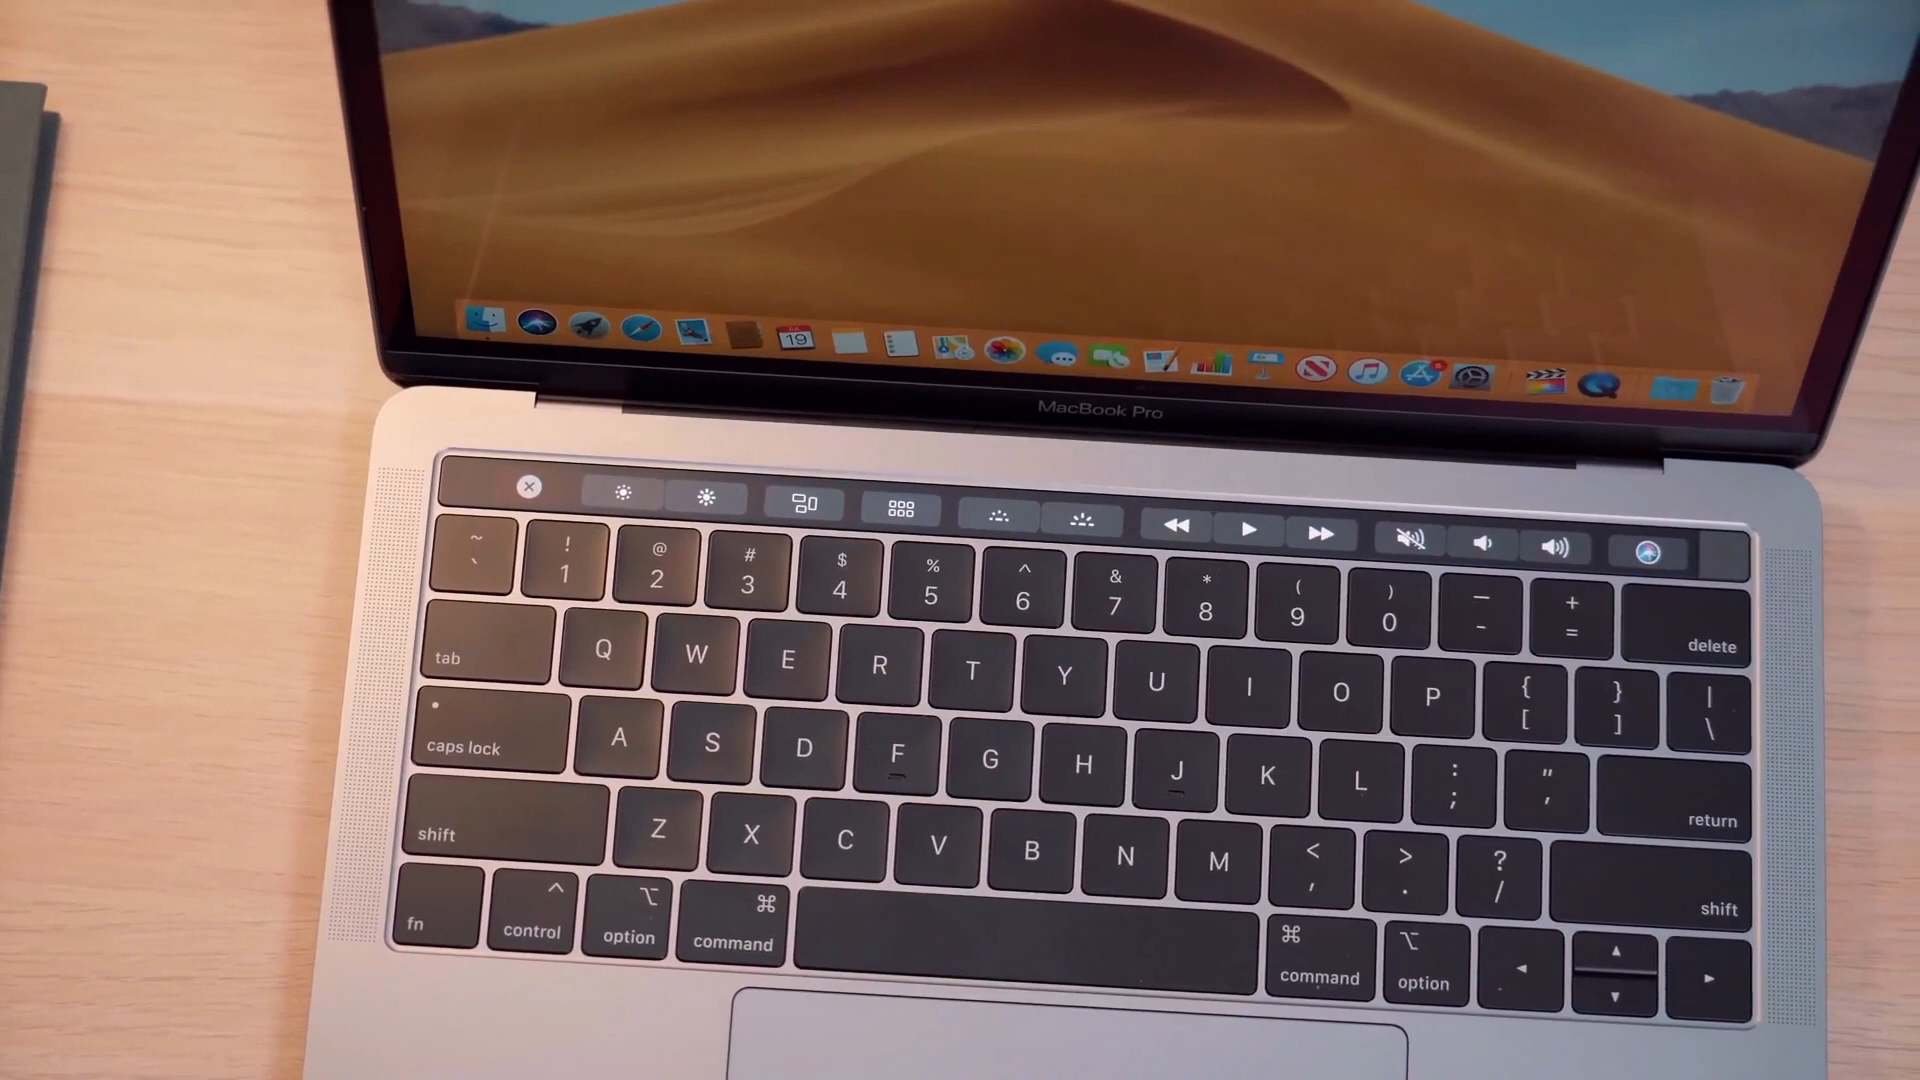 JUL
19
MacBook Pro
~ ! @ # $ % ^ & * ( ) — +
` 1 2 3 4 5 6 7 8 9 0 - = delete
tab Q W E R T Y U I O P { [ } ] | \
caps lock A S D F G H J K L : ; " ' return
shift Z X C V B N M < , > . ? / shift
fn control option command command option